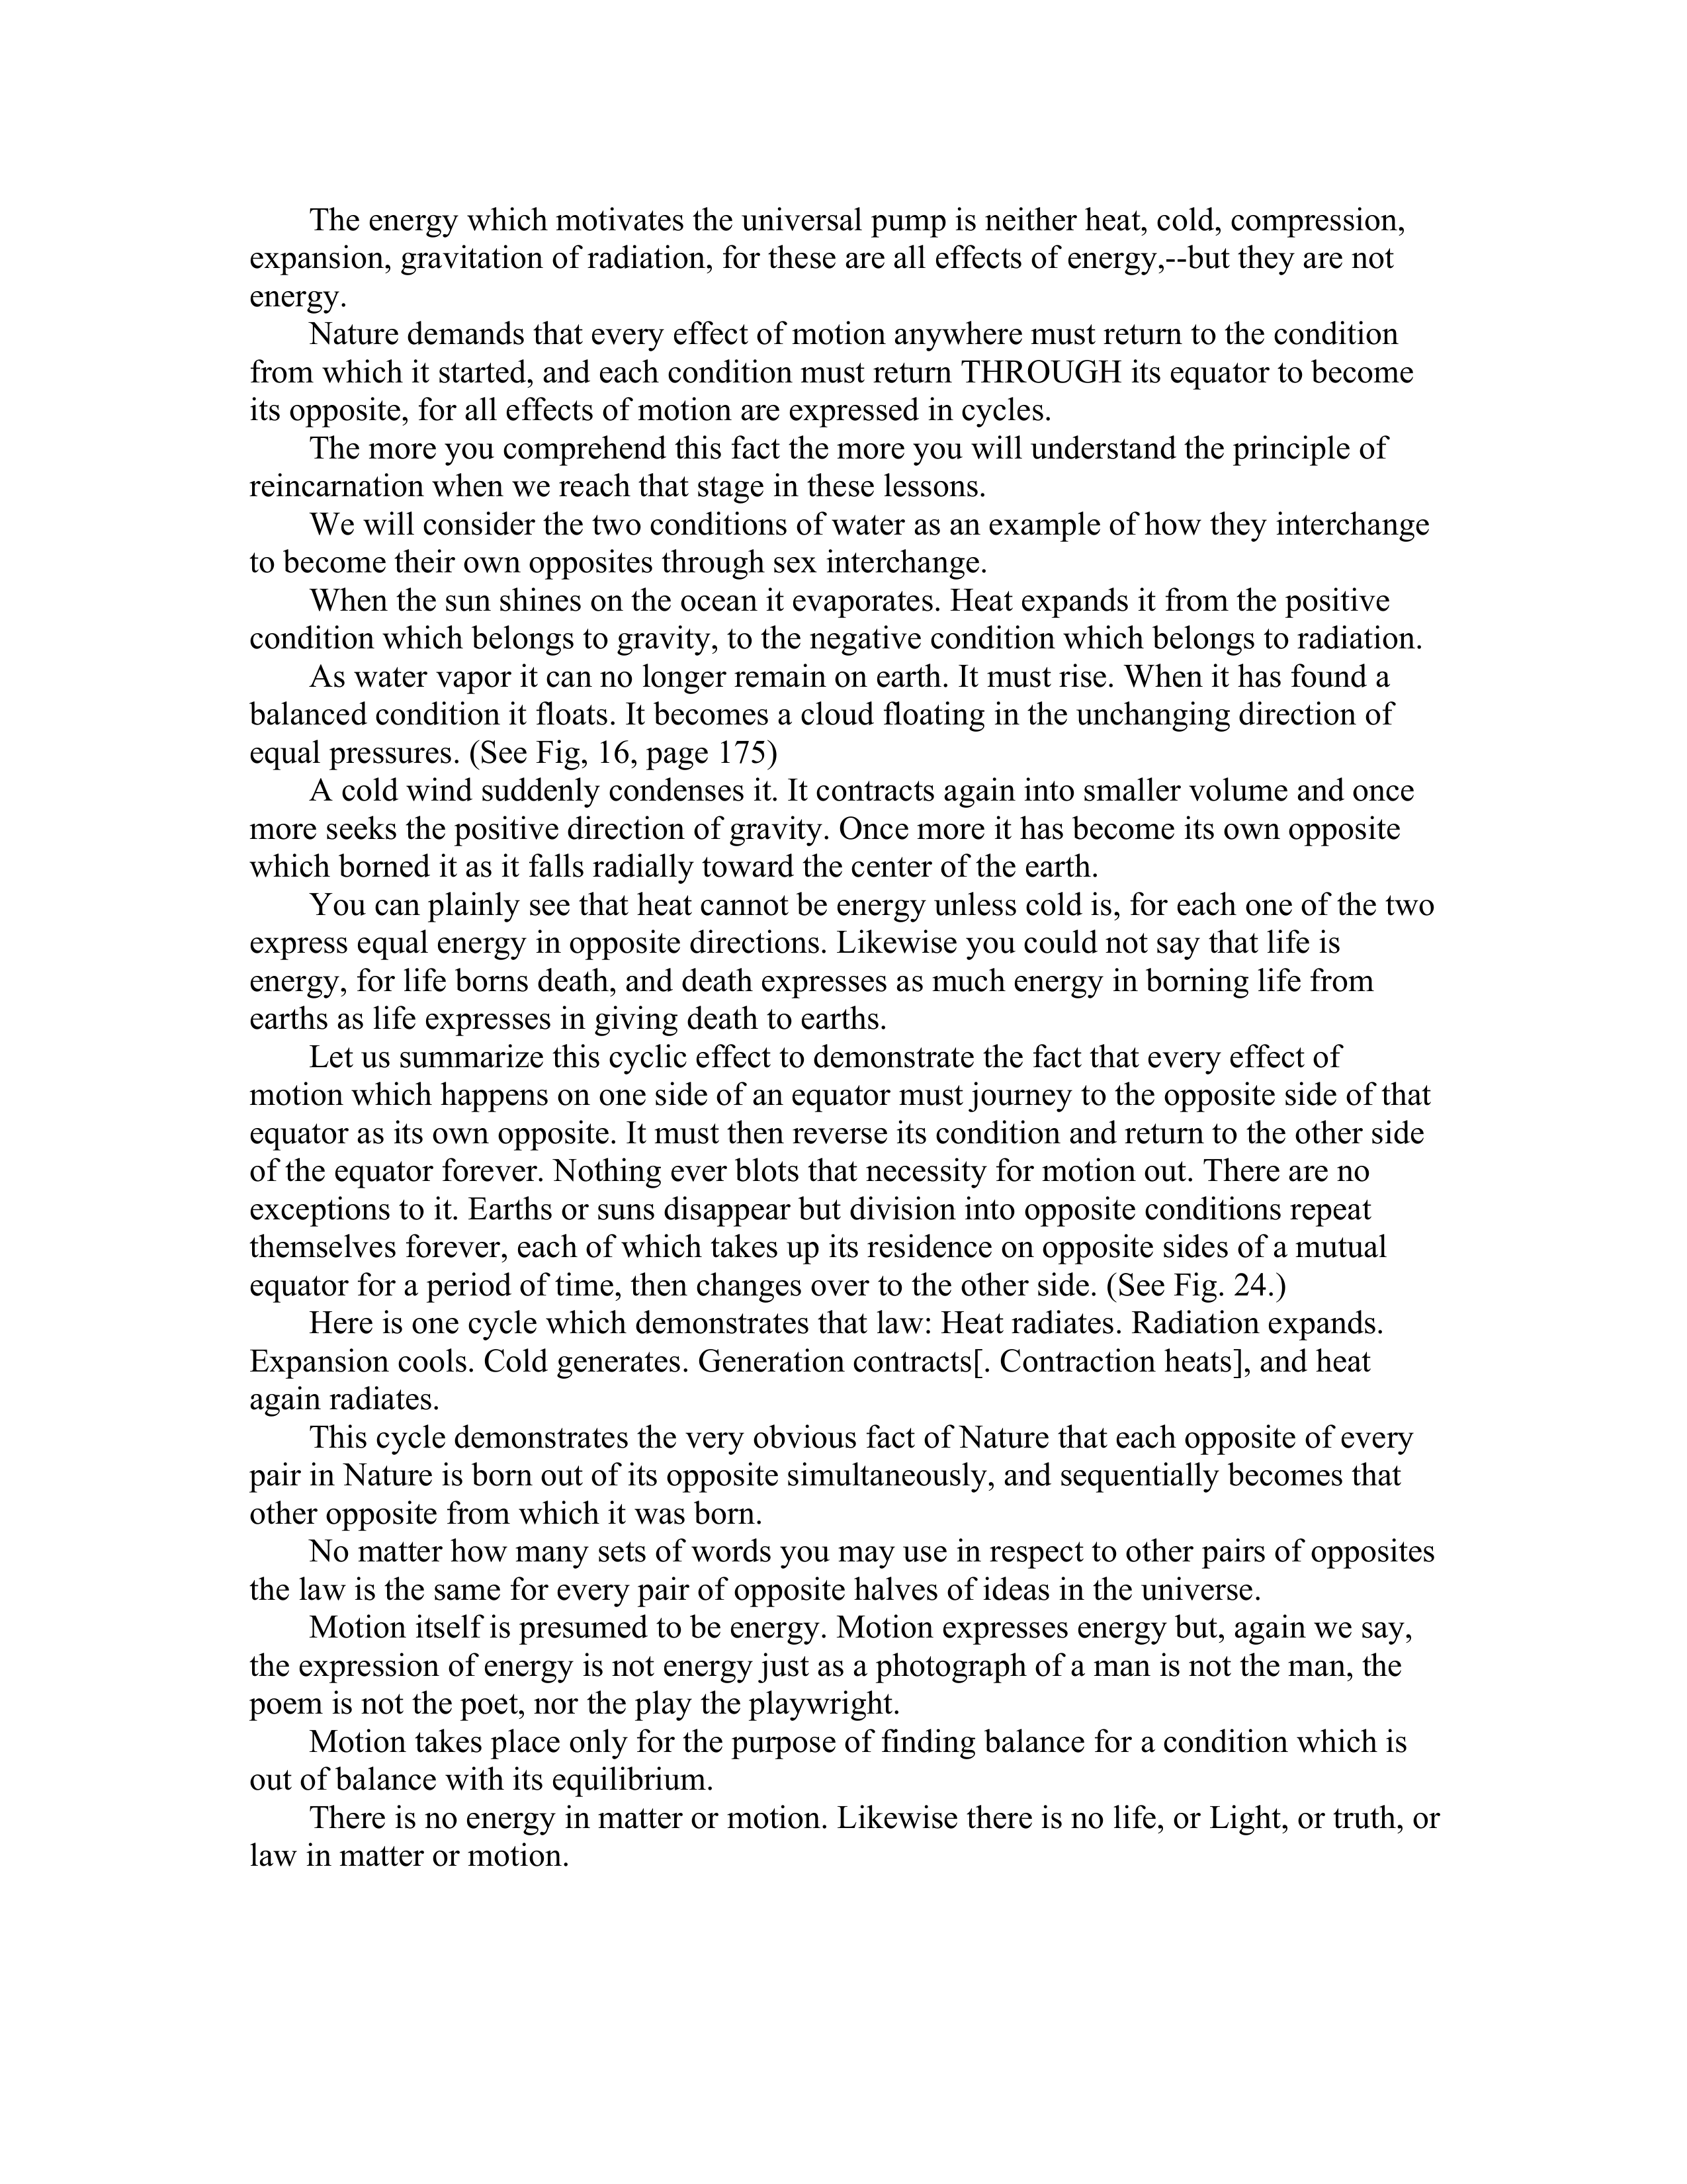 The energy which motivates the universal pump is neither heat, cold, compression,
expansion, gravitation of radiation, for these are all effects of energy,--but they are not
energy.
Nature demands that every effect of motion anywhere must return to the condition
from which it started, and each condition must return THROUGH its equator to become
its opposite, for all effects of motion are expressed in cycles.
The more you comprehend this fact the more you will understand the principle of
reincarnation when we reach that stage in these lessons.
We will consider the two conditions of water as an example of how they interchange
to become their own opposites through sex interchange.
When the sun shines on the ocean it evaporates. Heat expands it from the positive
condition which belongs to gravity, to the negative condition which belongs to radiation.
As water vapor it can no longer remain on earth. It must rise. When it has found a
balanced condition it floats. It becomes a cloud floating in the unchanging direction of
equal pressures. (See Fig, 16, page 175)
A cold wind suddenly condenses it. It contracts again into smaller volume and once
more seeks the positive direction of gravity. Once more it has become its own opposite
which borned it as it falls radially toward the center of the earth.
You can plainly see that heat cannot be energy unless cold is, for each one of the two
express equal energy in opposite directions. Likewise you could not say that life is
energy, for life borns death, and death expresses as much energy in borning life from
earths as life expresses in giving death to earths.
Let us summarize this cyclic effect to demonstrate the fact that every effect of
motion which happens on one side of an equator must journey to the opposite side of that
equator as its own opposite. It must then reverse its condition and return to the other side
of the equator forever. Nothing ever blots that necessity for motion out. There are no
exceptions to it. Earths or suns disappear but division into opposite conditions repeat
themselves forever, each of which takes up its residence on opposite sides of a mutual
equator for a period of time, then changes over to the other side. (See Fig. 24.)
Here is one cycle which demonstrates that law: Heat radiates. Radiation expands.
Expansion cools. Cold generates. Generation contracts[. Contraction heats], and heat
again radiates.
This cycle demonstrates the very obvious fact of Nature that each opposite of every
pair in Nature is born out of its opposite simultaneously, and sequentially becomes that
other opposite from which it was born.
No matter how many sets of words you may use in respect to other pairs of opposites
the law is the same for every pair of opposite halves of ideas in the universe.
Motion itself is presumed to be energy. Motion expresses energy but, again we say,
the expression of energy is not energy just as a photograph of a man is not the man, the
poem is not the poet, nor the play the playwright.
Motion takes place only for the purpose of finding balance for a condition which is
out of balance with its equilibrium.
There is no energy in matter or motion. Likewise there is no life, or Light, or truth, or
law in matter or motion.